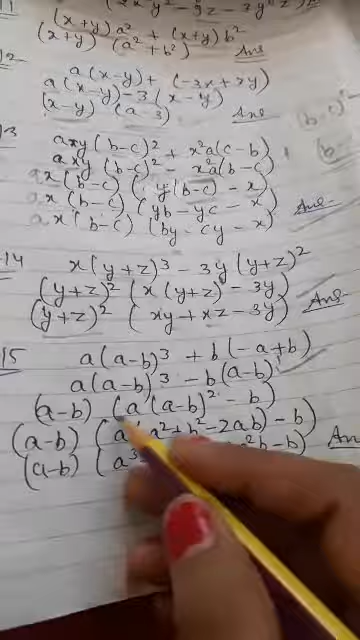 (x+y) a² + (x+y) b²
(x+y) (a² + b²) Ans
a(x-y) + (-3x+3y)
a(x-y) -3(x-y)
(x-y) (a-3) Ans
axy(b-c)² + x²a(c-b)
axy(b-c)² - x²a(b-c)
ax(b-c) (y(b-c) - x)
ax(b-c) (yb-yc-x) Ans
ax(b-c) (by-cy-x)
14 x(y+z)³ - 3y(y+z)²
(y+z)² (x(y+z) - 3y)
(y+z)² (xy+xz-3y) Ans
15 a(a-b)³ + b(-a+b)
a(a-b)³ - b(a-b)
(a-b) (a(a-b)² - b)
(a-b) ( a²+b²-2ab) - b)
(a-b) (a³ b-b) Ans